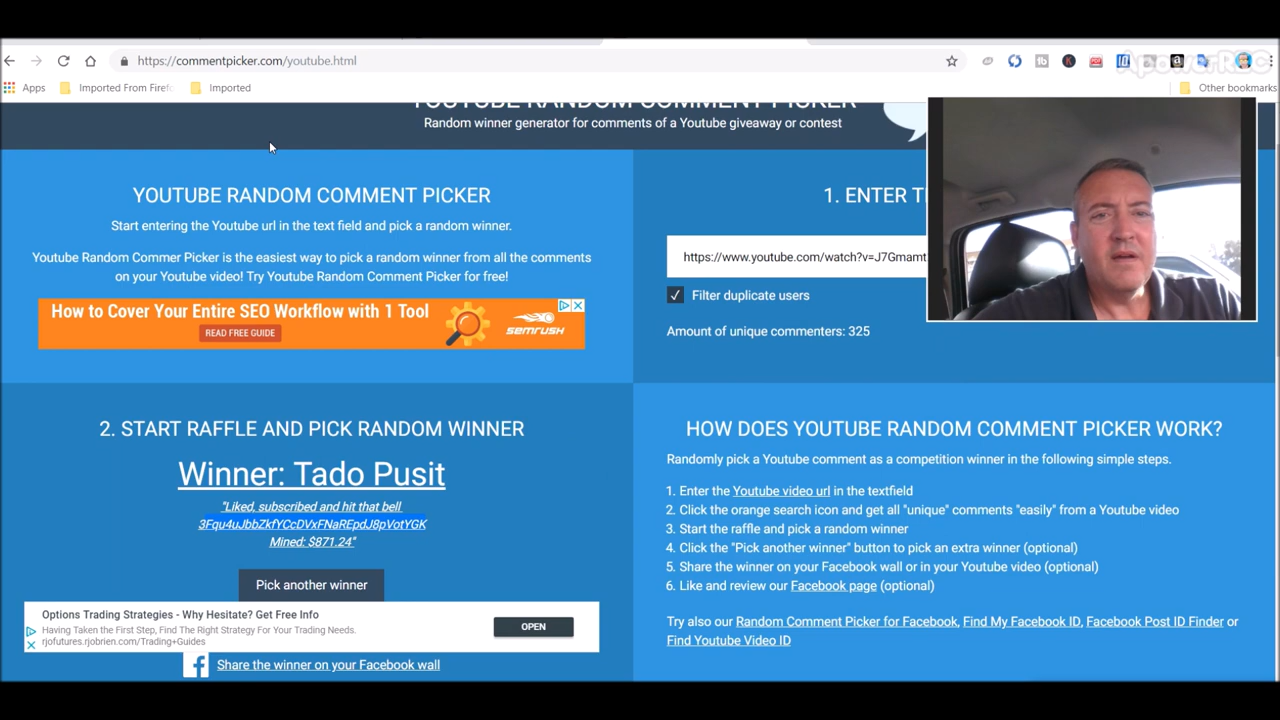 ApowerREC
https://commentpicker.com/youtube.html
Apps
Imported From Firef
Imported
Other bookmarks
YOUTUBE RANDOM COMMENT PICKER
Random winner generator for comments of a Youtube giveaway or contest
YOUTUBE RANDOM COMMENT PICKER
Start entering the Youtube url in the text field and pick a random winner.
Youtube Random Commer Picker is the easiest way to pick a random winner from all the comments
on your Youtube video! Try Youtube Random Comment Picker for free!
How to Cover Your Entire SEO Workflow with 1 Tool
READ FREE GUIDE
SEMRUSH
1. ENTER T
https://www.youtube.com/watch?v=J7Gmamt
Filter duplicate users
Amount of unique commenters: 325
2. START RAFFLE AND PICK RANDOM WINNER
Winner: Tado Pusit
"Liked, subscribed and hit that bell
3Fqu4uJbbZkfYCcDVxFNaREpdJ8pVotYGK
Mined: $871.24"
Pick another winner
Options Trading Strategies - Why Hesitate? Get Free Info
Having Taken the First Step, Find The Right Strategy For Your Trading Needs.
rjofutures.rjobrien.com/Trading+Guides
OPEN
Share the winner on your Facebook wall
HOW DOES YOUTUBE RANDOM COMMENT PICKER WORK?
Randomly pick a Youtube comment as a competition winner in the following simple steps.
1. Enter the Youtube video url in the textfield
2. Click the orange search icon and get all "unique" comments "easily" from a Youtube video
3. Start the raffle and pick a random winner
4. Click the "Pick another winner" button to pick an extra winner (optional)
5. Share the winner on your Facebook wall or in your Youtube video (optional)
6. Like and review our Facebook page (optional)
Try also our Random Comment Picker for Facebook, Find My Facebook ID, Facebook Post ID Finder or
Find Youtube Video ID